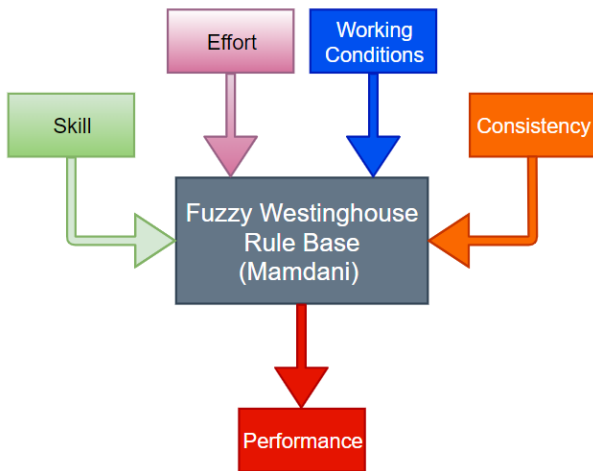 Effort
Working
Conditions
Skill
Consistency
Fuzzy Westinghouse
Rule Base
(Mamdani)
Performance